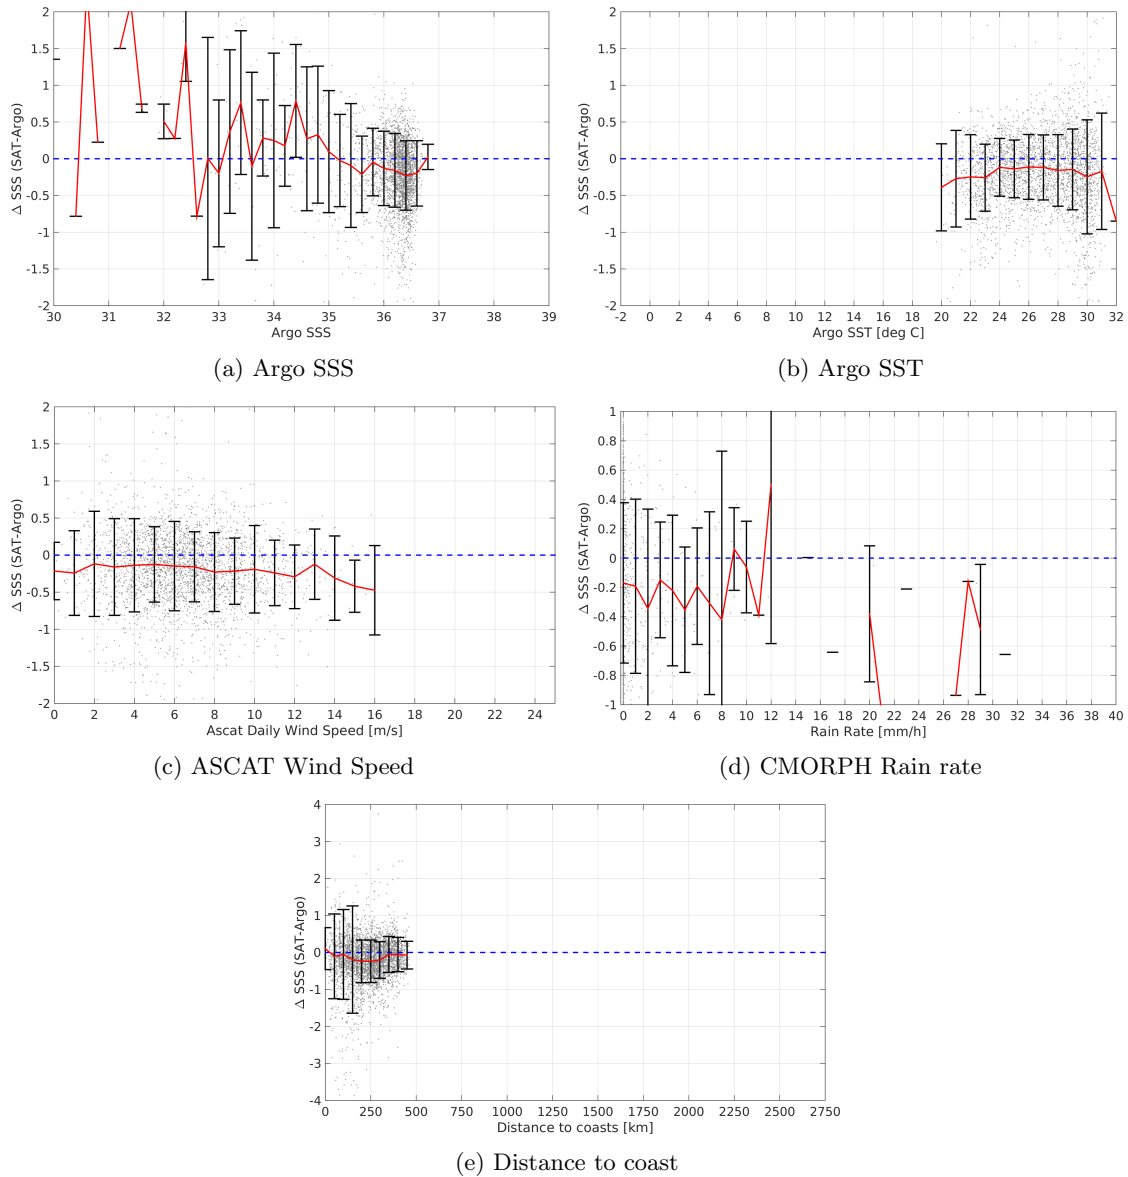 2
1.5
1
0.5
0
-0.5
-1
-1.5
-2
Δ SSS (SAT-Argo)
30 31 32 33 34 35 36 37 38 39
Argo SSS
(a) Argo SSS
2
1.5
1
0.5
0
-0.5
-1
-1.5
-2
Δ SSS (SAT-Argo)
-2 0 2 4 6 8 10 12 14 16 18 20 22 24 26 28 30 32
Argo SST [deg C]
(b) Argo SST
2
1.5
1
0.5
0
-0.5
-1
-1.5
-2
Δ SSS (SAT-Argo)
0 2 4 6 8 10 12 14 16 18 20 22 24
Ascat Daily Wind Speed [m/s]
(c) ASCAT Wind Speed
1
0.8
0.6
0.4
0.2
0
-0.2
-0.4
-0.6
-0.8
-1
Δ SSS (SAT-Argo)
0 2 4 6 8 10 12 14 16 18 20 22 24 26 28 30 32 34 36 38 40
Rain Rate [mm/h]
(d) CMORPH Rain rate
4
3
2
1
0
-1
-2
-3
-4
Δ SSS (SAT-Argo)
0 250 500 750 1000 1250 1500 1750 2000 2250 2500 2750
Distance to coasts [km]
(e) Distance to coast